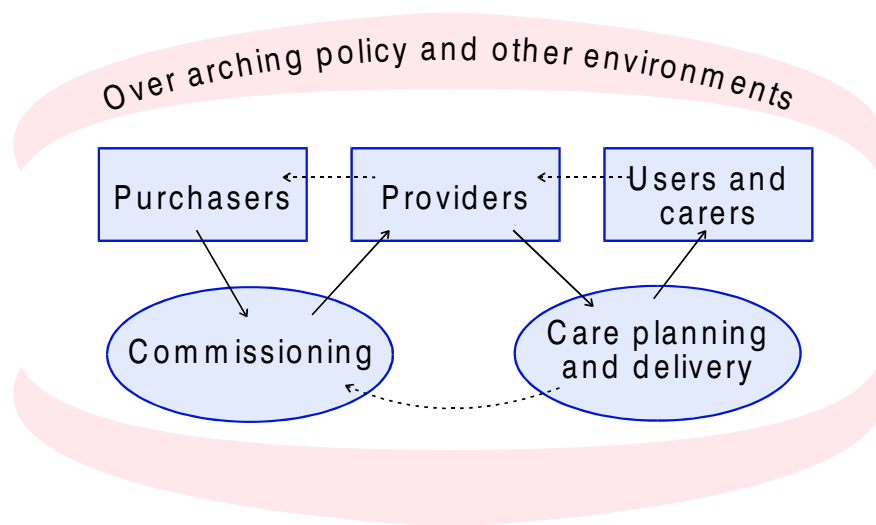 Over arching policy and other environments
Purchasers
Providers
Users and
carers
Commissioning
Care planning
and delivery